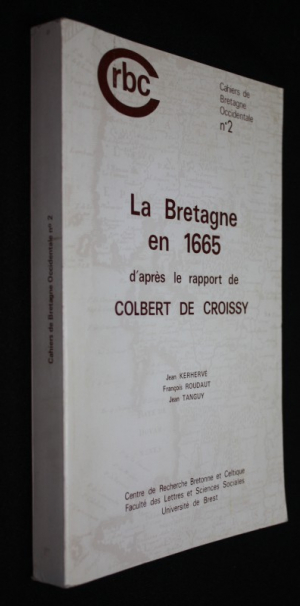 Crbc
Cahiers de
Bretagne
Occidentale
n°2
La Bretagne
en 1665
d'après le rapport de
COLBERT DE CROISSY
Jean KERHERVE
François ROUDAUT
Jean TANGUY
Centre de Recherche Bretonne et Celtique
Faculté des Lettres et Sciences Sociales
Université de Brest
Cahiers de Bretagne Occidentale n° 2